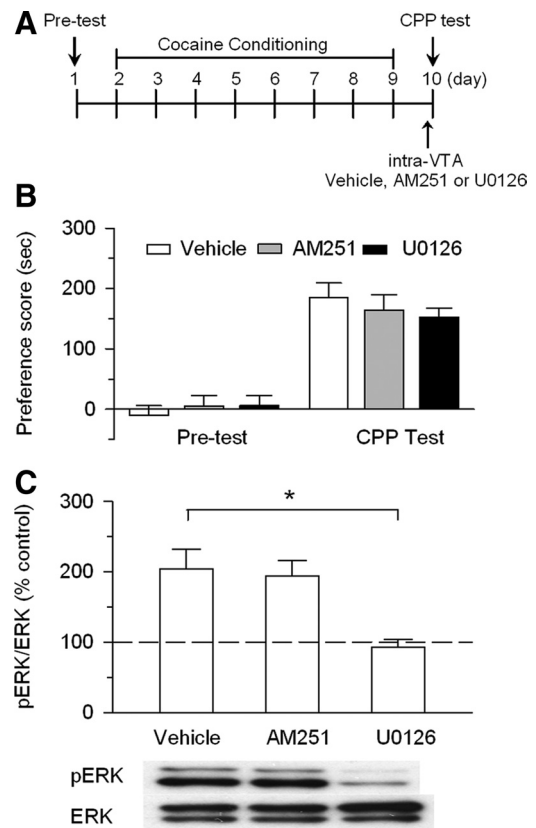 A
Pre-test
CPP test
Cocaine Conditioning
1 2 3 4 5 6 7 8 9 10 (day)
intra-VTA
Vehicle, AM251 or U0126
B
Preference score (sec)
300
200
100
0
Vehicle AM251 U0126
Pre-test CPP Test
C
pERK/ERK (% control)
300
200
100
0
*
Vehicle AM251 U0126
pERK
ERK